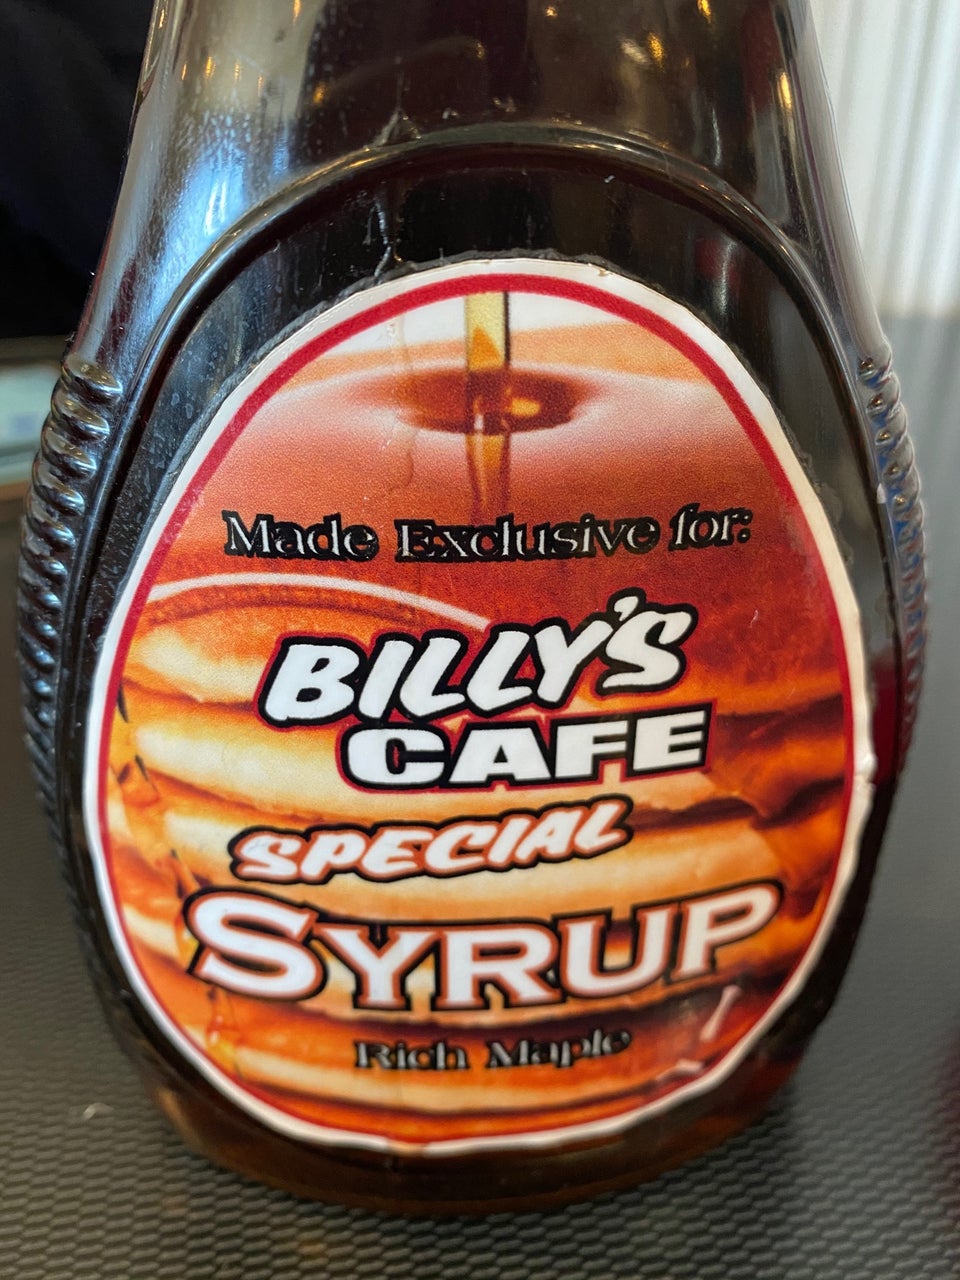 Made Exclusive for:
BILLY'S
CAFE
SPECIAL
SYRUP
Rich Maple